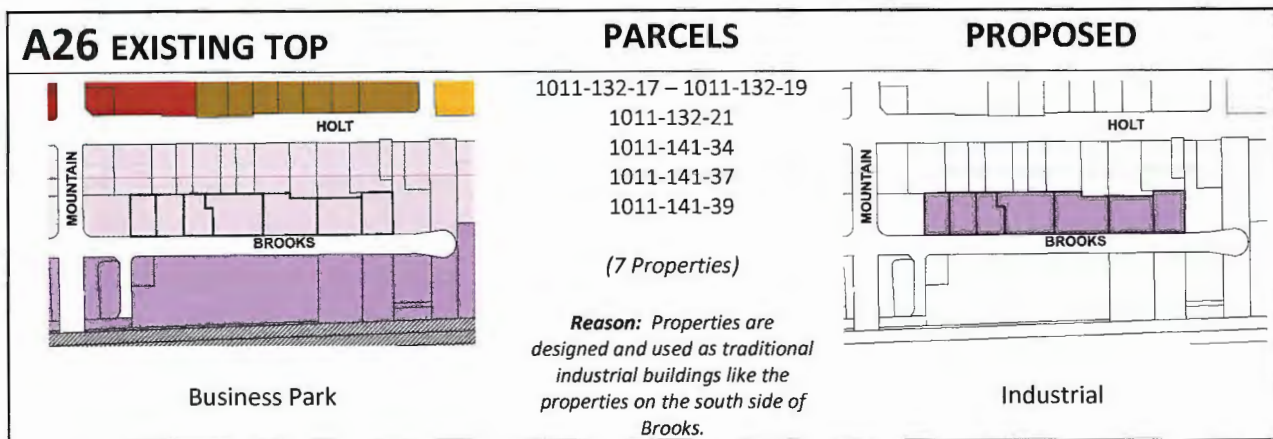 A26 EXISTING TOP
PARCELS
PROPOSED
HOLT
MOUNTAIN
BROOKS
Business Park
1011-132-17 – 1011-132-19
1011-132-21
1011-141-34
1011-141-37
1011-141-39
(7 Properties)
Reason: Properties are
designed and used as traditional
industrial buildings like the
properties on the south side of
Brooks.
HOLT
MOUNTAIN
BROOKS
Industrial